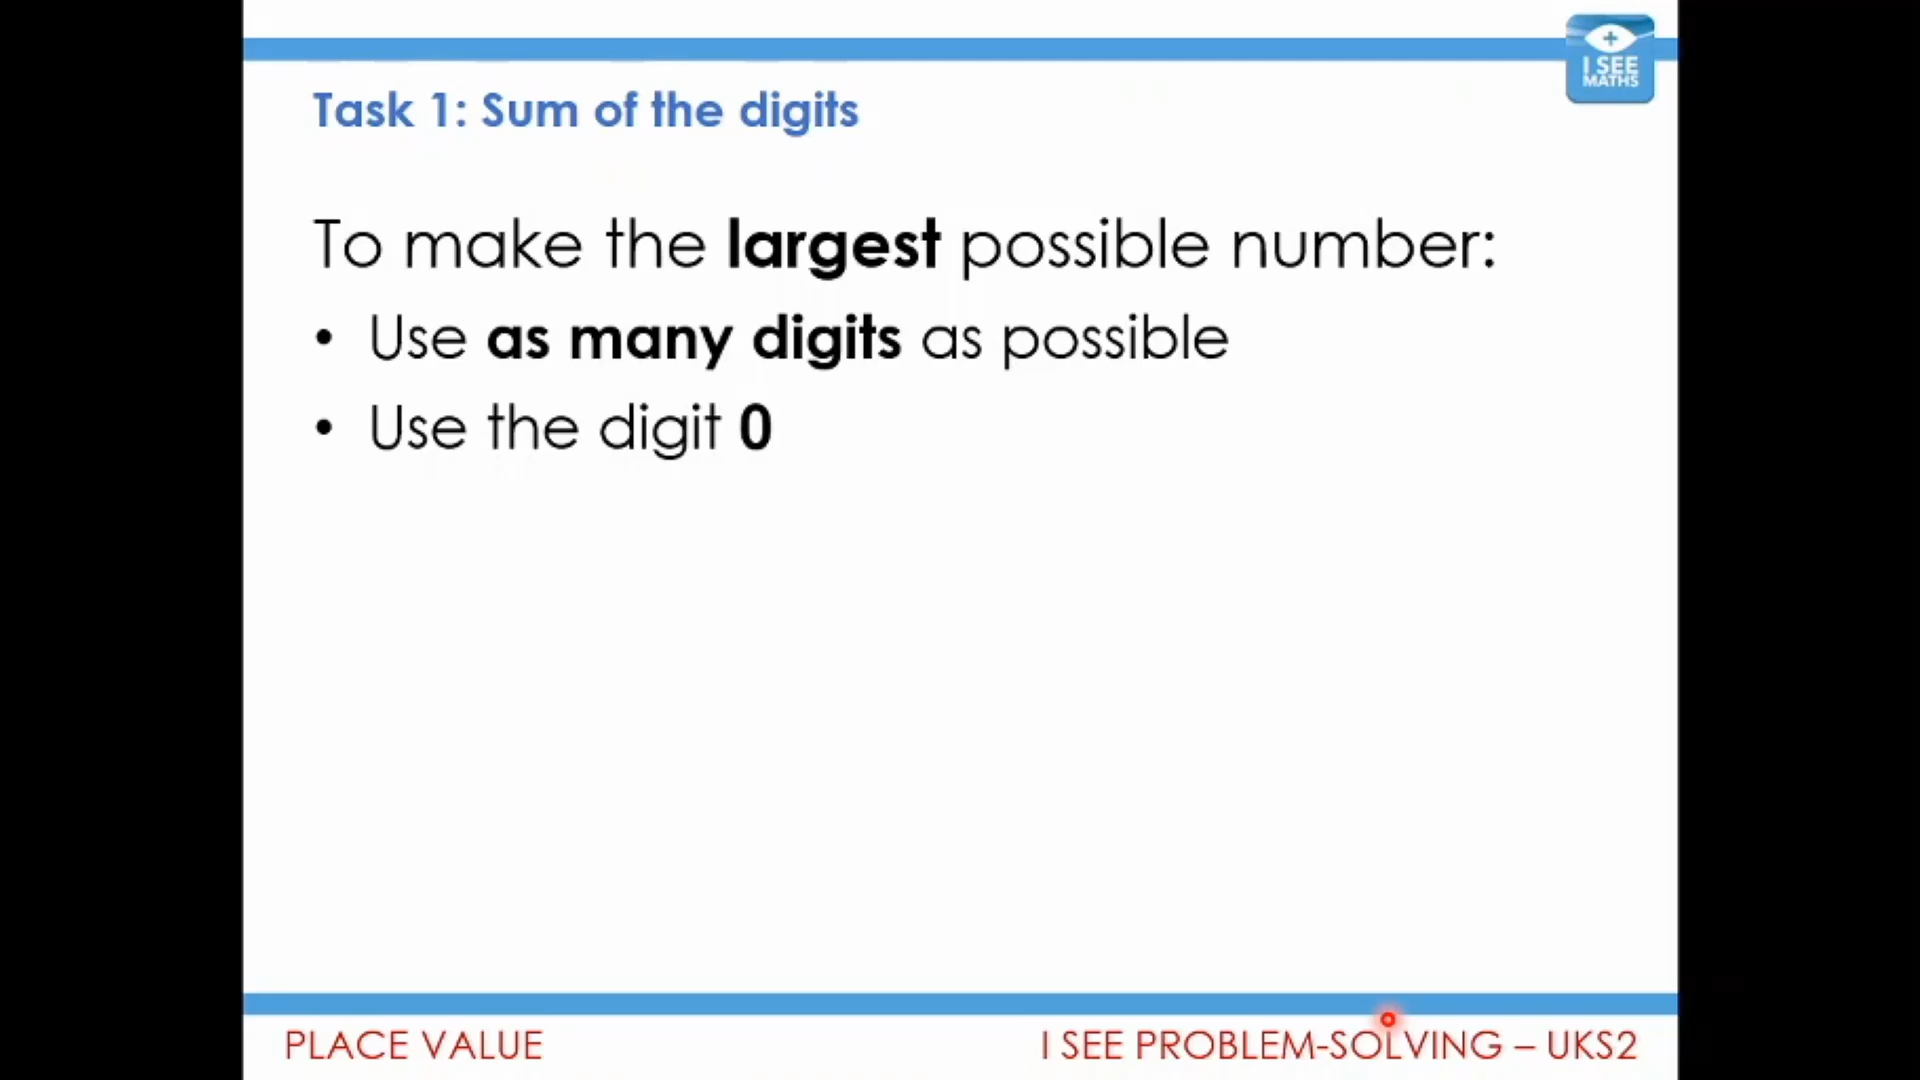 I SEE
MATHS
Task 1: Sum of the digits
To make the largest possible number:
• Use as many digits as possible
• Use the digit 0
PLACE VALUE
I SEE PROBLEM-SOLVING – UKS2